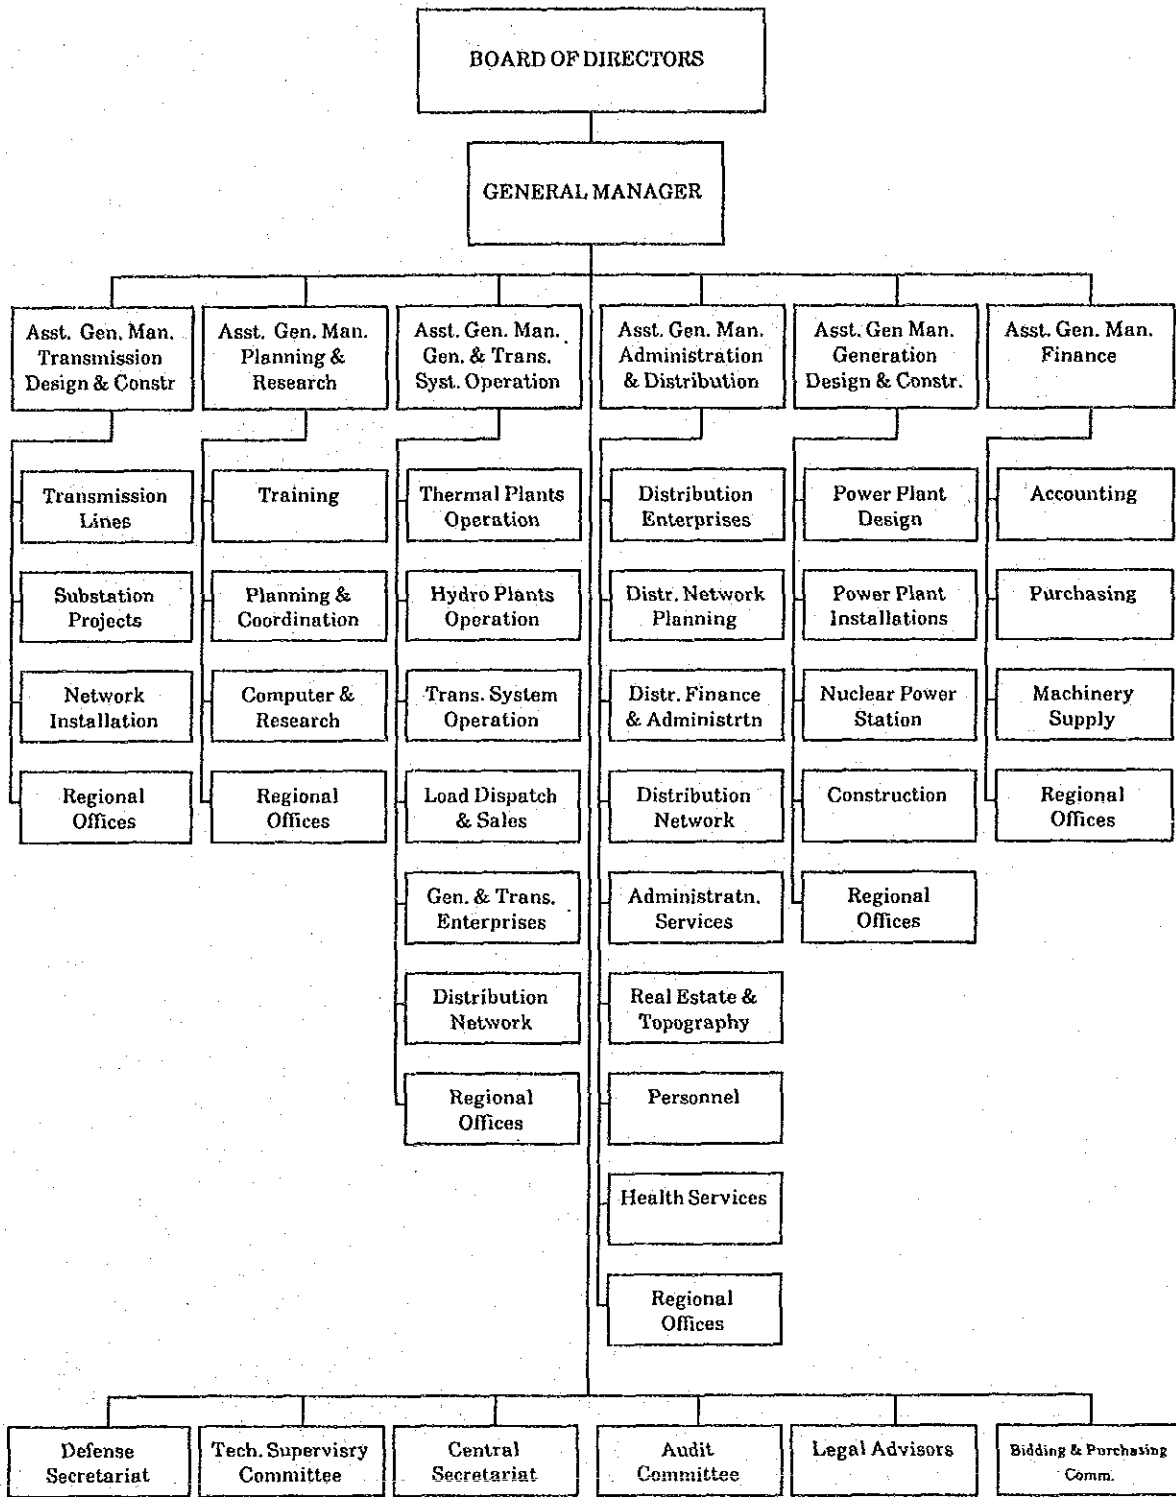 BOARD OF DIRECTORS
GENERAL MANAGER
Asst. Gen. Man.
Transmission
Design & Constr
Asst. Gen. Man.
Planning &
Research
Asst. Gen. Man.
Gen. & Trans.
Syst. Operation
Asst. Gen. Man.
Administration
& Distribution
Asst. Gen Man.
Generation
Design & Constr.
Asst. Gen. Man.
Finance
Transmission
Lines
Substation
Projects
Network
Installation
Regional
Offices
Training
Planning &
Coordination
Computer &
Research
Regional
Offices
Thermal Plants
Operation
Hydro Plants
Operation
Trans. System
Operation
Load Dispatch
& Sales
Gen. & Trans.
Enterprises
Distribution
Network
Regional
Offices
Distribution
Enterprises
Distr. Network
Planning
Distr. Finance
& Administrtn
Distribution
Network
Administratn.
Services
Real Estate &
Topography
Personnel
Health Services
Regional
Offices
Power Plant
Design
Power Plant
Installations
Nuclear Power
Station
Construction
Regional
Offices
Accounting
Purchasing
Machinery
Supply
Regional
Offices
Defense
Secretariat
Tech. Supervisry
Committee
Central
Secretariat
Audit
Committee
Legal Advisors
Bidding & Purchasing
Comm.